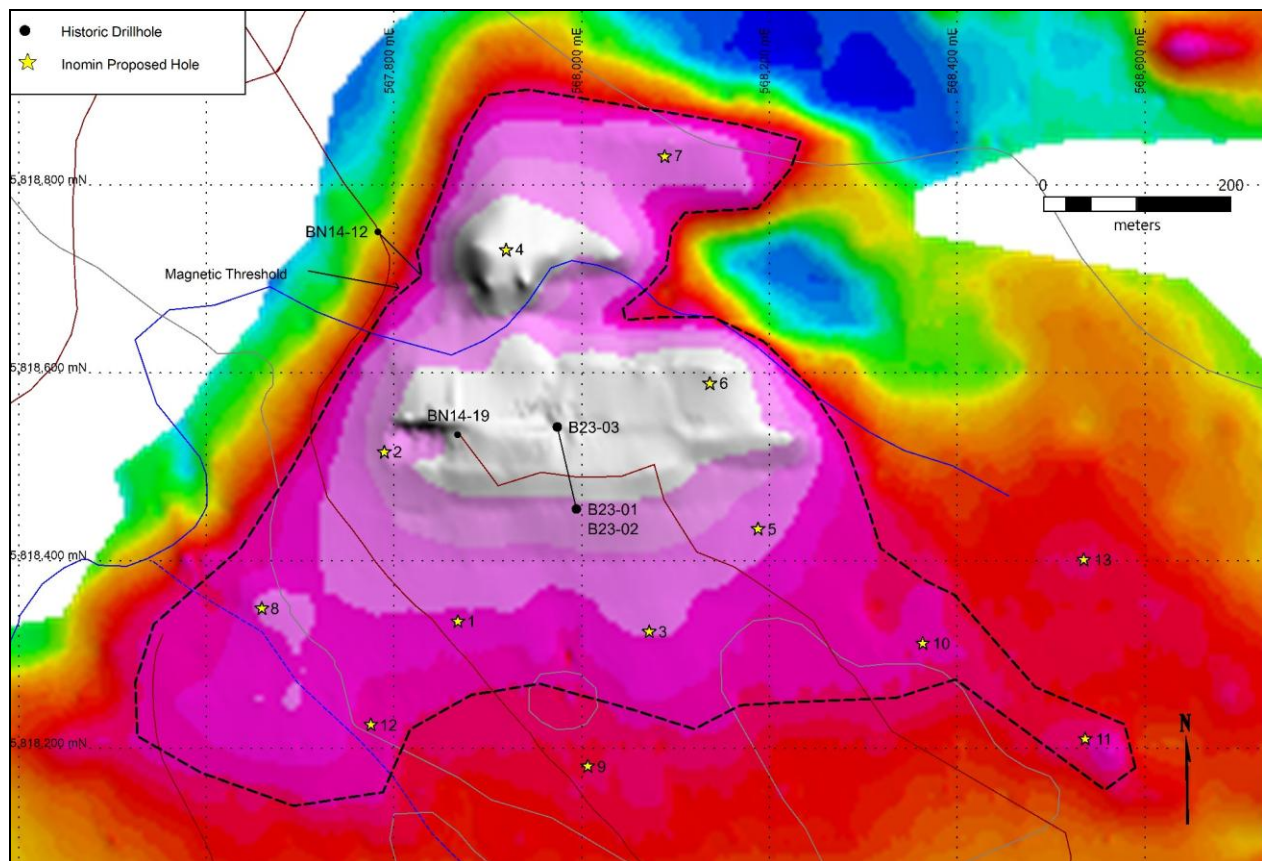 Historic Drillhole
Inomin Proposed Hole
567,800 mE
568,000 mE
568,200 mE
568,400 mE
568,600 mE
7
5,818,800 mN
0 200
meters
BN14-12
4
Magnetic Threshold
5,818,600 mN
6
BN14-19
B23-03
2
B23-01
B23-02
5
5,818,400 mN
13
8
1
3
10
12
N
5,818,200 mN
11
9